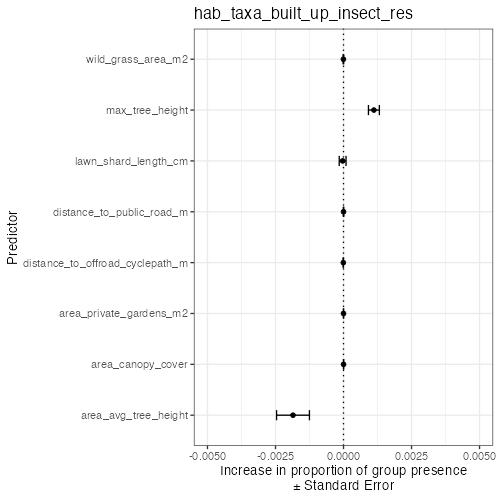 hab_taxa_built_up_insect_res
wild_grass_area_m2
max_tree_height
lawn_shard_length_cm
distance_to_public_road_m
distance_to_offroad_cyclepath_m
area_private_gardens_m2
area_canopy_cover
area_avg_tree_height
Predictor
-0.0050 -0.0025 0.0000 0.0025 0.0050
Increase in proportion of group presence
± Standard Error